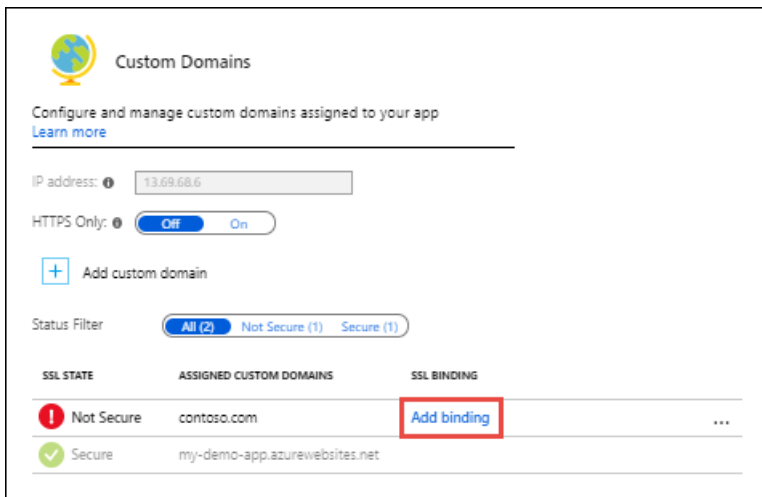 Custom Domains
Configure and manage custom domains assigned to your app
Learn more
IP address: 13.69.68.6
HTTPS Only: Off On
Add custom domain
Status Filter All (2) Not Secure (1) Secure (1)
SSL STATE ASSIGNED CUSTOM DOMAINS SSL BINDING
Not Secure contoso.com Add binding ...
Secure my-demo-app.azurewebsites.net